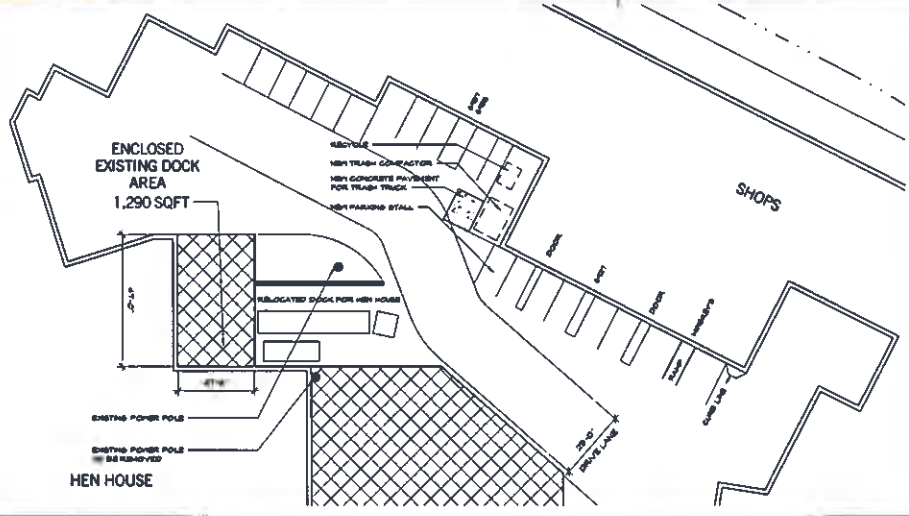 ENCLOSED
EXISTING DOCK
AREA
1,290 SQFT
RECYCLE
NEW TRASH COMPACTOR
NEW CONCRETE PAVEMENT
FOR TRASH TRUCK
NEW PARKING STALL
SHOPS
DOOR
DOOR
RAMP
CURB LINE
RELOCATED DOCK FOR HEN HOUSE
EXISTING POWER POLE
EXISTING POWER POLE
BE REMOVED
DRIVE LANE
HEN HOUSE